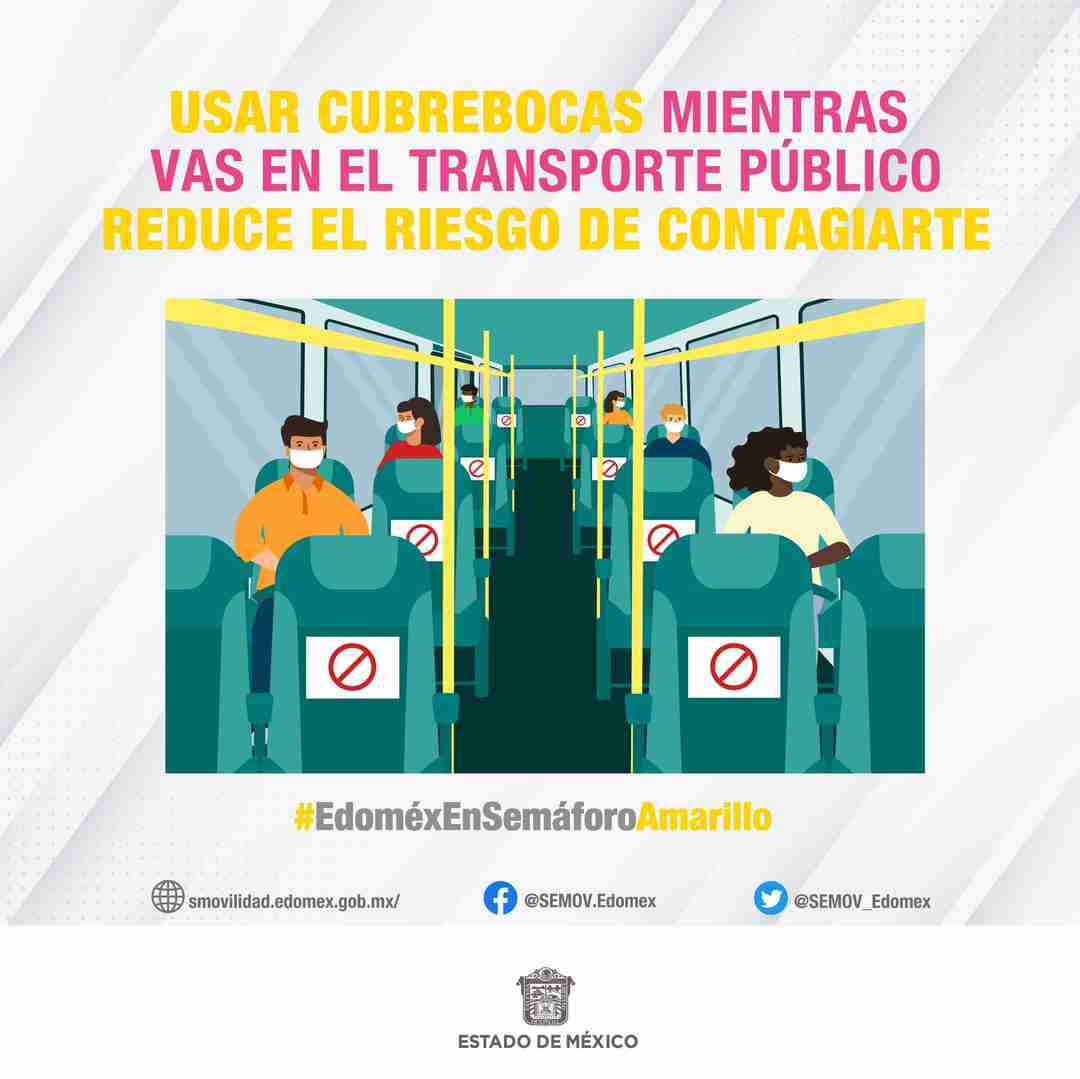 USAR CUBREBOCAS MIENTRAS
VAS EN EL TRANSPORTE PÚBLICO
REDUCE EL RIESGO DE CONTAGIARTE
#EdoméxEnSemáforoAmarillo
smovilidad.edomex.gob.mx/
@SEMOV.Edomex
@SEMOV_Edomex
ESTADO DE MÉXICO